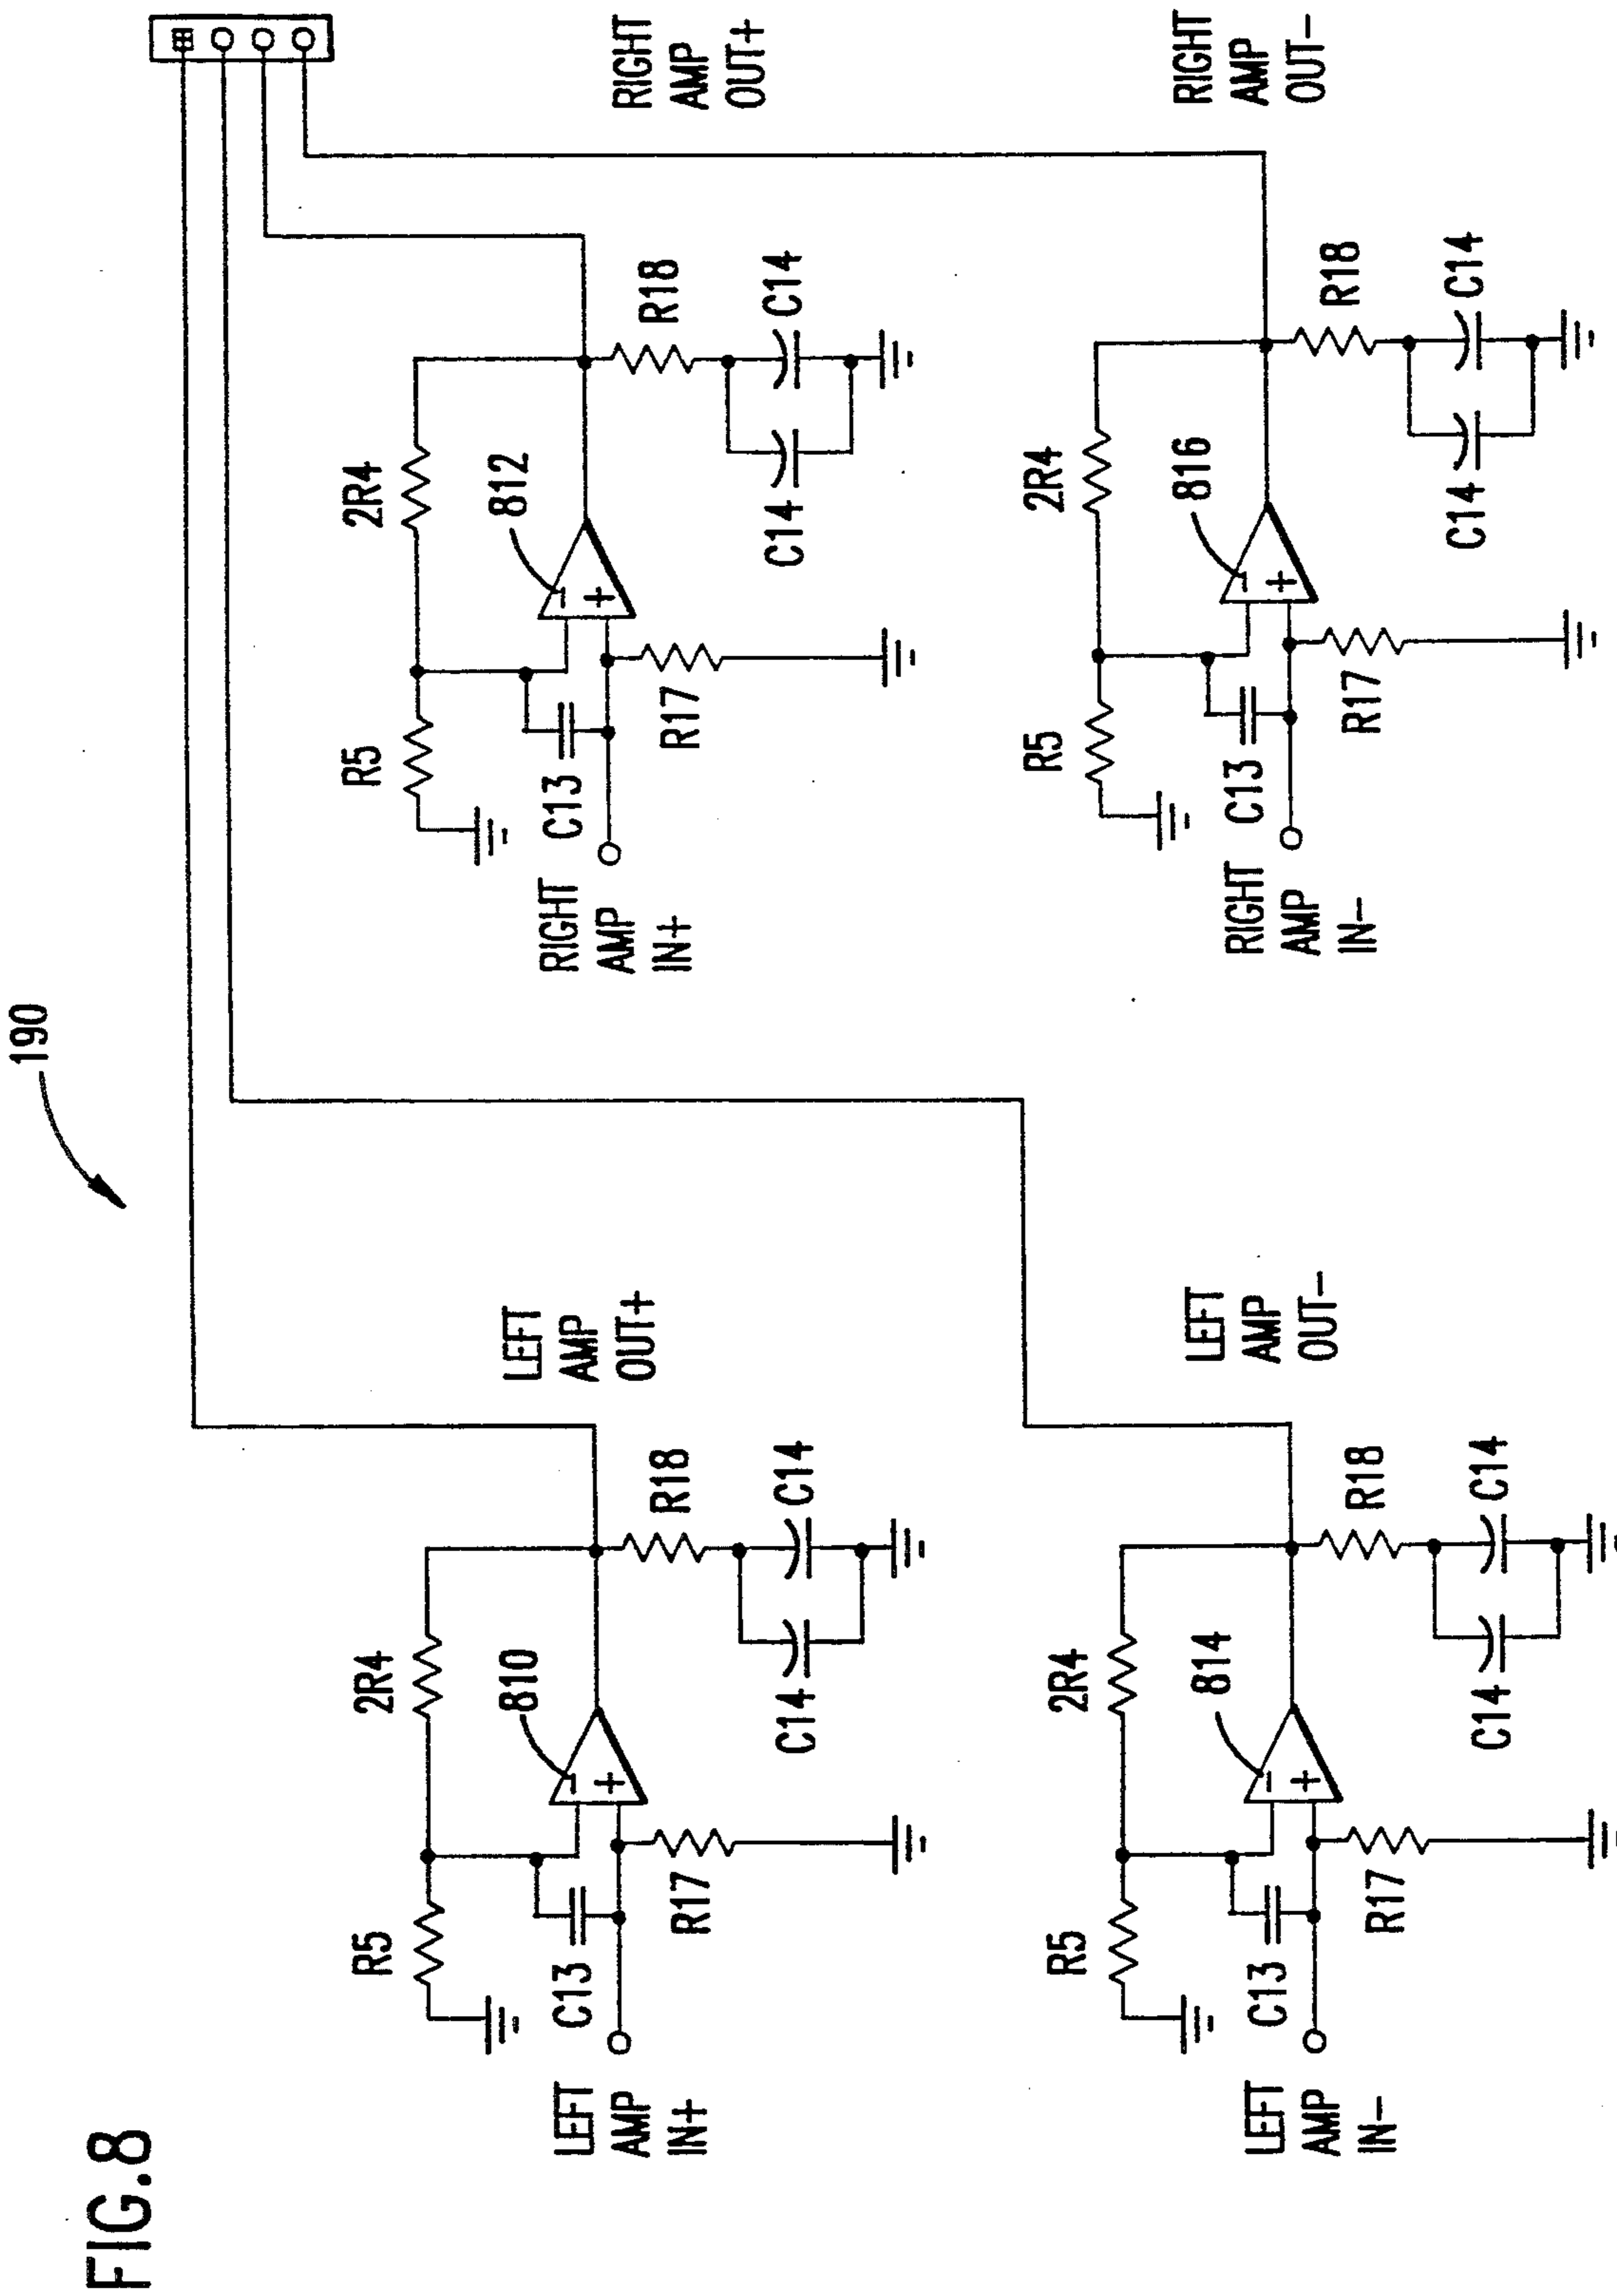 FIG.8
190
R5
2R4
810
C13
LEFT
AMP
IN+
R17
R18
C14
C14
LEFT
AMP
OUT+
R5
2R4
812
C13
RIGHT
AMP
IN+
R17
R18
C14
C14
RIGHT
AMP
OUT+
R5
2R4
814
C13
LEFT
AMP
IN-
R17
R18
C14
C14
LEFT
AMP
OUT-
R5
2R4
816
C13
RIGHT
AMP
IN-
R17
R18
C14
C14
RIGHT
AMP
OUT-